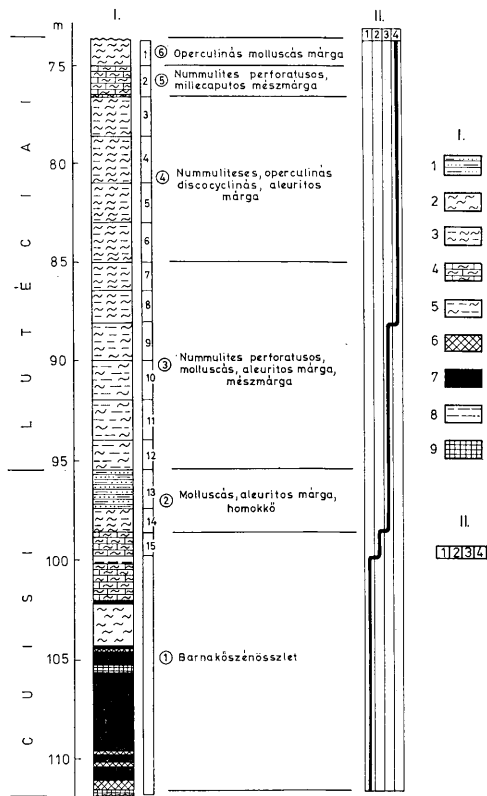 I.
II.
m
1 2 3 4
75
80
85
90
95
100
105
110
LUTÉCIAI
CUISI
1
2
3
4
5
6
7
8
9
10
11
12
13
14
15
⑥ Operculinás molluscás márga
⑤ Nummulites perforatusos,
millecaputos mészmárga
④ Nummuliteses, operculinás
discocyclinás, aleuritos
márga
③ Nummulites perforatusos,
molluscás, aleuritos márga,
mészmárga
② Molluscás, aleuritos márga,
homokkő
① Barnakőszénösszlet
I.
1
2
3
4
5
6
7
8
9
II.
1 2 3 4